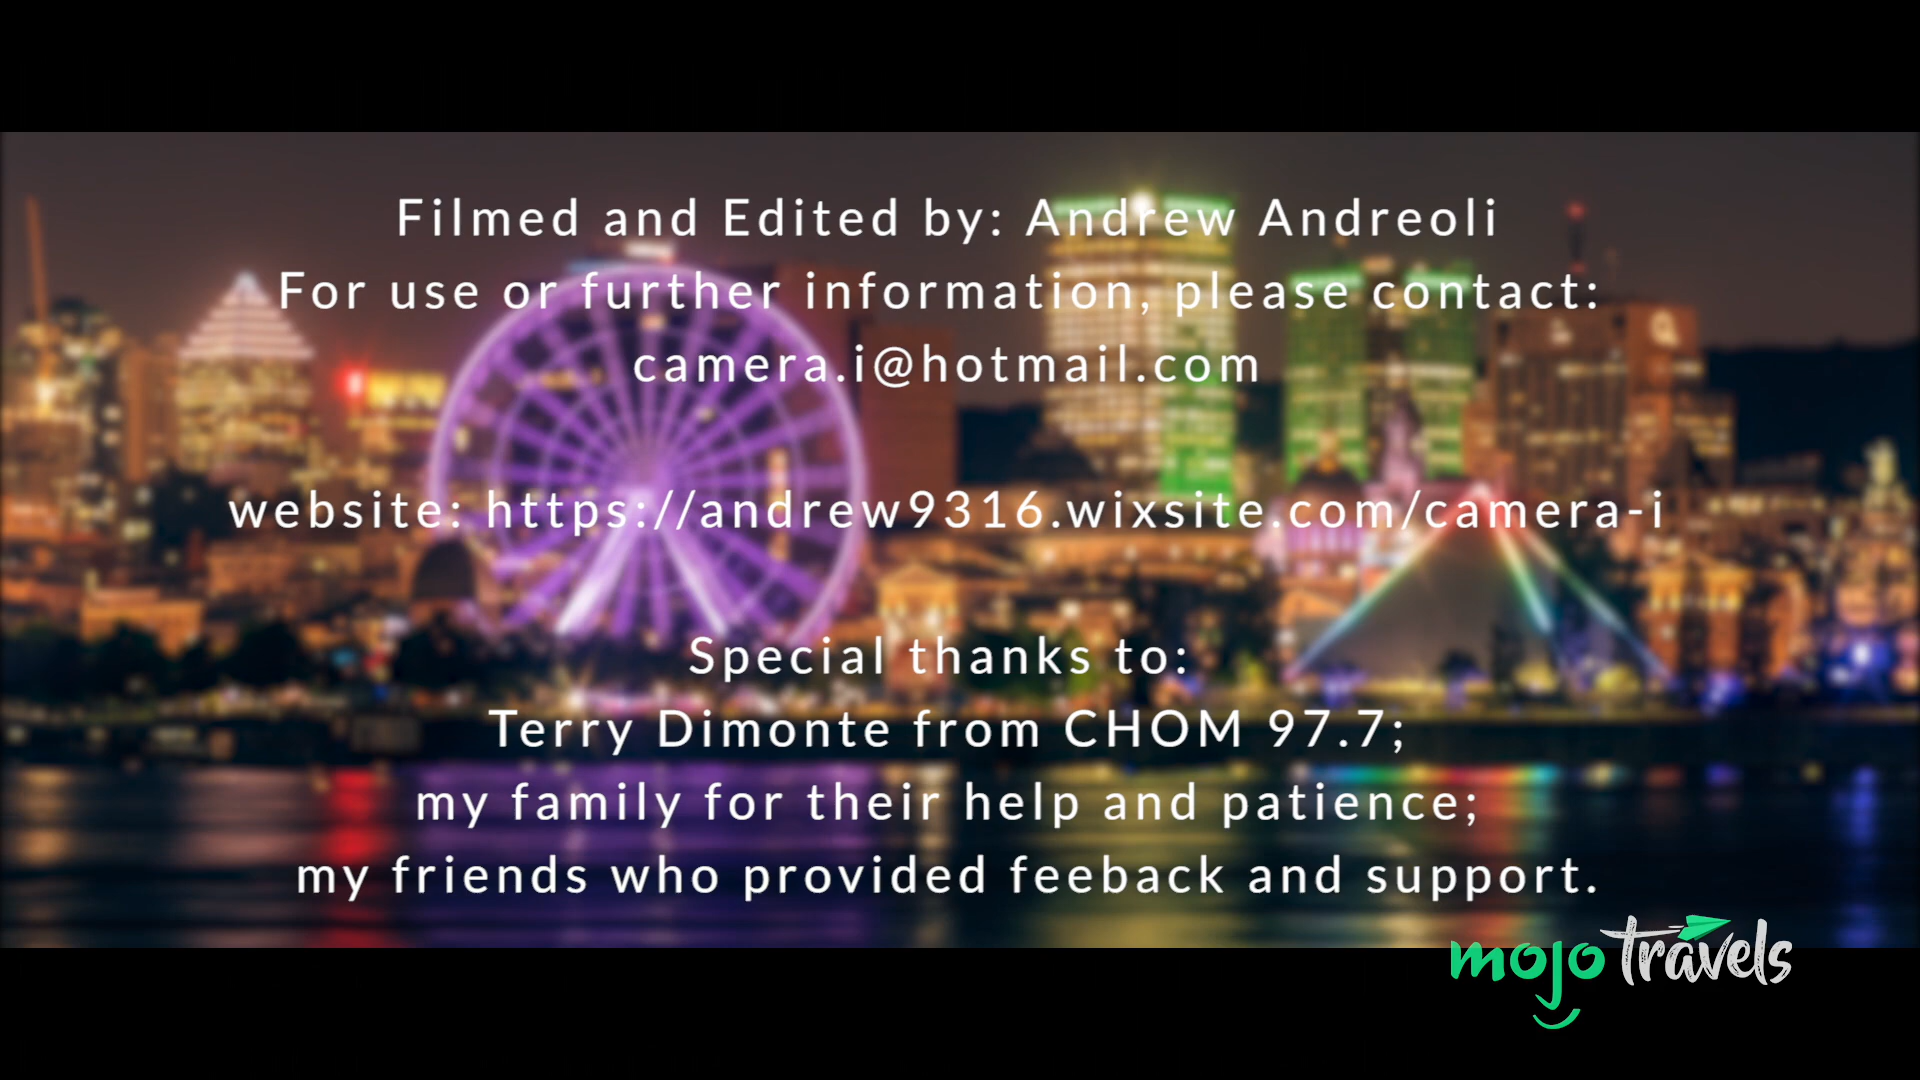 Filmed and Edited by: Andrew Andreoli
For use or further information, please contact:
camera.i@hotmail.com
website: https://andrew9316.wixsite.com/camera-i
Special thanks to:
Terry Dimonte from CHOM 97.7;
my family for their help and patience;
my friends who provided feeback and support.
mojo travels